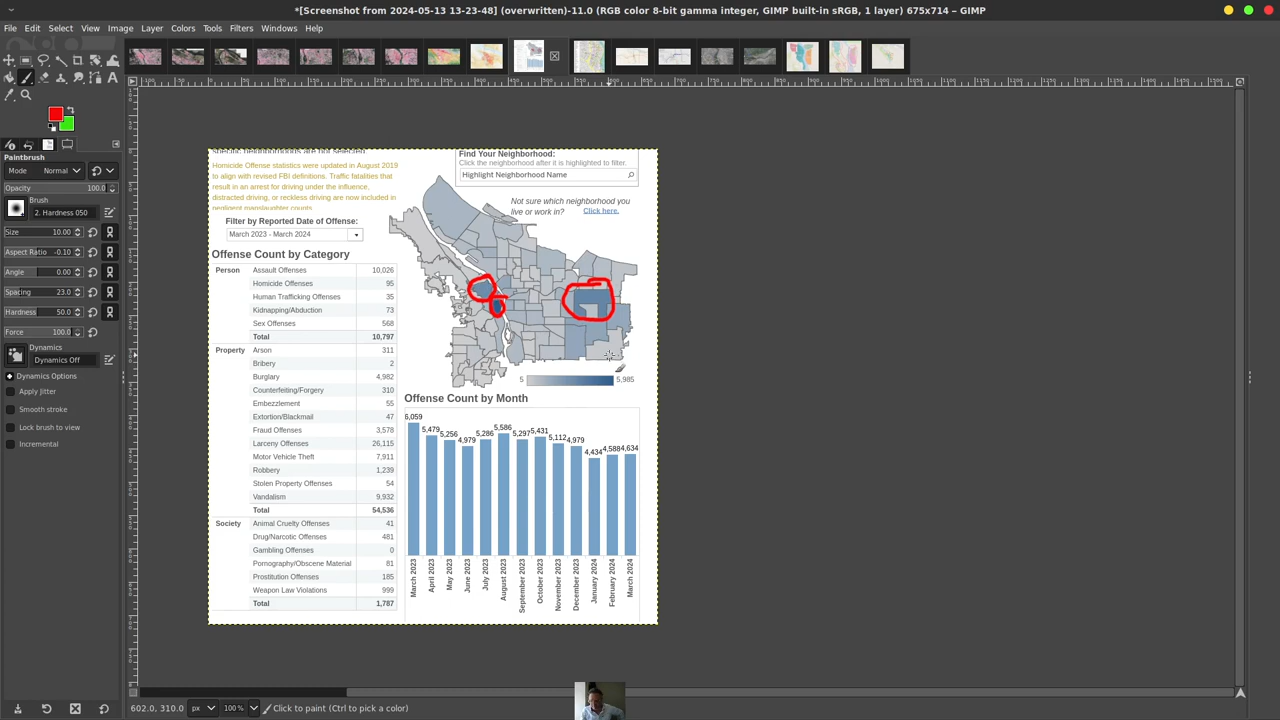 *[Screenshot from 2024-05-13 13-23-48] (overwritten)-11.0 (RGB color 8-bit gamma integer, GIMP built-in sRGB, 1 layer) 675x714 – GIMP
File Edit Select View Image Layer Colors Tools Filters Windows Help
Paintbrush
Mode Normal
Opacity 100.0
Brush
2. Hardness 050
Size 10.00
Aspect Ratio -0.10
Angle 0.00
Spacing 23.0
Hardness 50.0
Force 100.0
Dynamics
Dynamics Off
Dynamics Options
Apply Jitter
Smooth stroke
Lock brush to view
Incremental
specific neighborhoods are not selected.
Homicide Offense statistics were updated in August 2019
to align with revised FBI definitions. Traffic fatalities that
result in an arrest for driving under the influence,
distracted driving, or reckless driving are now included in
negligent manslaughter counts.
Filter by Reported Date of Offense:
March 2023 - March 2024
Find Your Neighborhood:
Click the neighborhood after it is highlighted to filter.
Highlight Neighborhood Name
Not sure which neighborhood you
live or work in? Click here.
5 5,985
Offense Count by Category
Person Assault Offenses 10,026
Homicide Offenses 95
Human Trafficking Offenses 35
Kidnapping/Abduction 73
Sex Offenses 568
Total 10,797
Property Arson 311
Bribery 2
Burglary 4,982
Counterfeiting/Forgery 310
Embezzlement 55
Extortion/Blackmail 47
Fraud Offenses 3,578
Larceny Offenses 26,115
Motor Vehicle Theft 7,911
Robbery 1,239
Stolen Property Offenses 54
Vandalism 9,932
Total 54,536
Society Animal Cruelty Offenses 41
Drug/Narcotic Offenses 481
Gambling Offenses 0
Pornography/Obscene Material 81
Prostitution Offenses 185
Weapon Law Violations 999
Total 1,787
Offense Count by Month
6,059 5,479 5,256 4,979 5,286 5,586 5,297 5,431 5,112 4,979 4,434 4,588 4,634
March 2023 April 2023 May 2023 June 2023 July 2023 August 2023 September 2023 October 2023 November 2023 December 2023 January 2024 February 2024 March 2024
602.0, 310.0 px 100% Click to paint (Ctrl to pick a color)